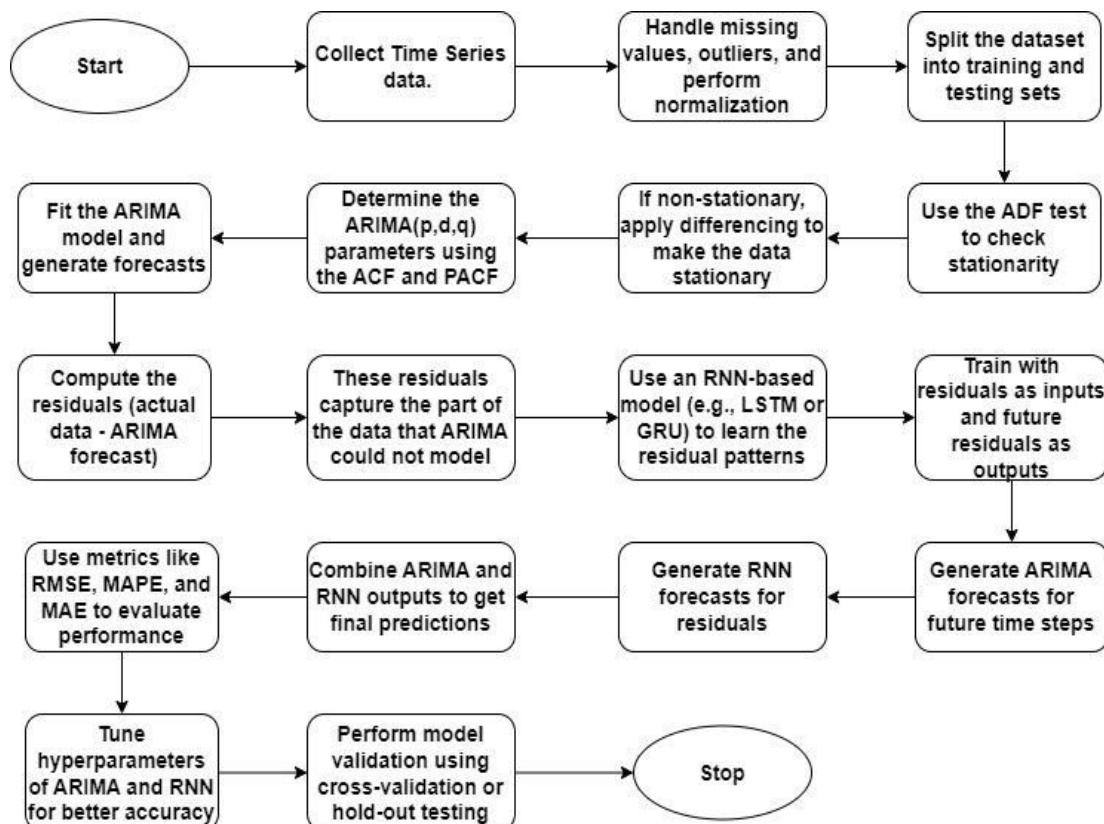 Start
Collect Time Series
data.
Handle missing
values, outliers, and
perform
normalization
Split the dataset
into training and
testing sets
Use the ADF test
to check
stationarity
If non-stationary,
apply differencing to
make the data
stationary
Determine the
ARIMA(p,d,q)
parameters using
the ACF and PACF
Fit the ARIMA
model and
generate forecasts
Compute the
residuals (actual
data - ARIMA
forecast)
These residuals
capture the part of
the data that ARIMA
could not model
Use an RNN-based
model (e.g., LSTM or
GRU) to learn the
residual patterns
Train with
residuals as inputs
and future
residuals as
outputs
Generate ARIMA
forecasts for
future time steps
Generate RNN
forecasts for
residuals
Combine ARIMA and
RNN outputs to get
final predictions
Use metrics like
RMSE, MAPE, and
MAE to evaluate
performance
Tune
hyperparameters
of ARIMA and RNN
for better accuracy
Perform model
validation using
cross-validation or
hold-out testing
Stop